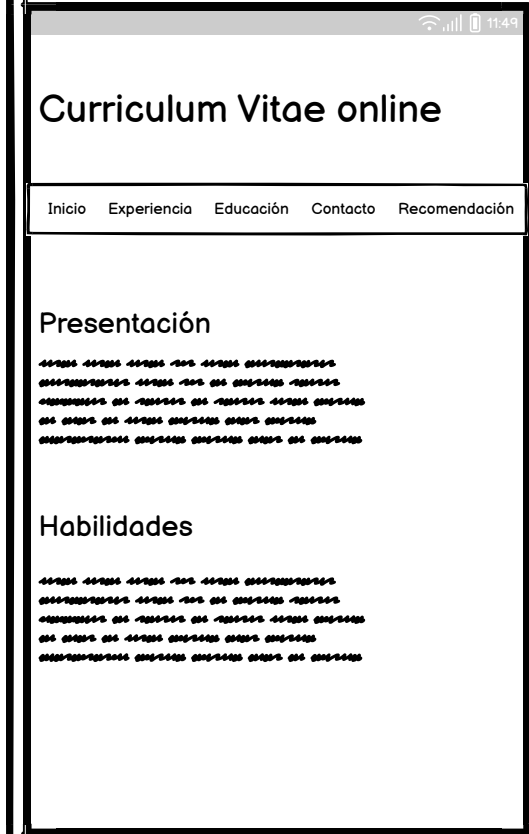 11:49
Curriculum Vitae online
Inicio Experiencia Educación Contacto Recomendación
Presentación
Habilidades